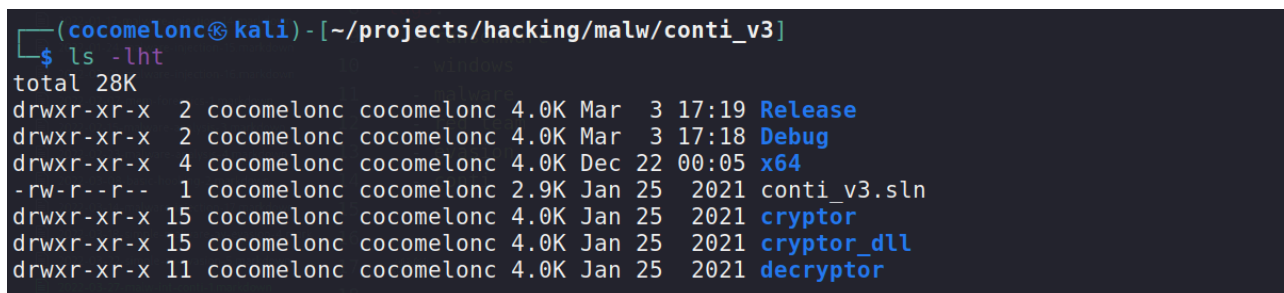 (cocomelonc㉿kali)-[~/projects/hacking/malw/conti_v3]
$ ls -lht
total 28K
drwxr-xr-x  2 cocomelonc cocomelonc 4.0K Mar  3 17:19 Release
drwxr-xr-x  2 cocomelonc cocomelonc 4.0K Mar  3 17:18 Debug
drwxr-xr-x  4 cocomelonc cocomelonc 4.0K Dec 22 00:05 x64
-rw-r--r--  1 cocomelonc cocomelonc 2.9K Jan 25  2021 conti_v3.sln
drwxr-xr-x 15 cocomelonc cocomelonc 4.0K Jan 25  2021 cryptor
drwxr-xr-x 15 cocomelonc cocomelonc 4.0K Jan 25  2021 cryptor_dll
drwxr-xr-x 11 cocomelonc cocomelonc 4.0K Jan 25  2021 decryptor